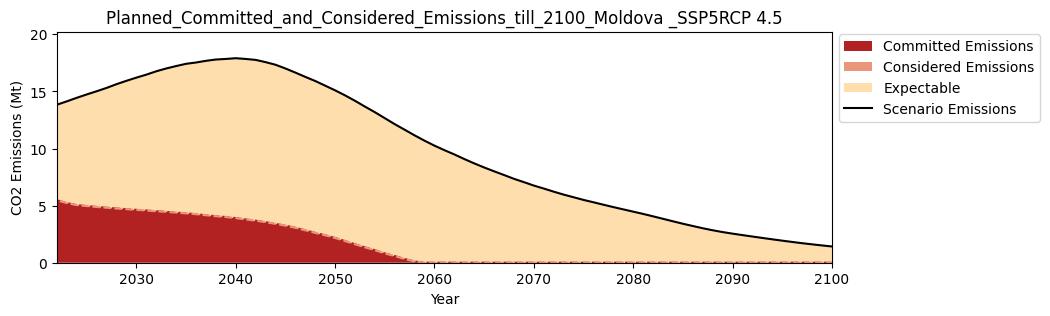 Planned_Committed_and_Considered_Emissions_till_2100_Moldova _SSP5RCP 4.5
20
15
10
5
0
CO2 Emissions (Mt)
2030 2040 2050 2060 2070 2080 2090 2100
Year
Committed Emissions
Considered Emissions
Expectable
Scenario Emissions